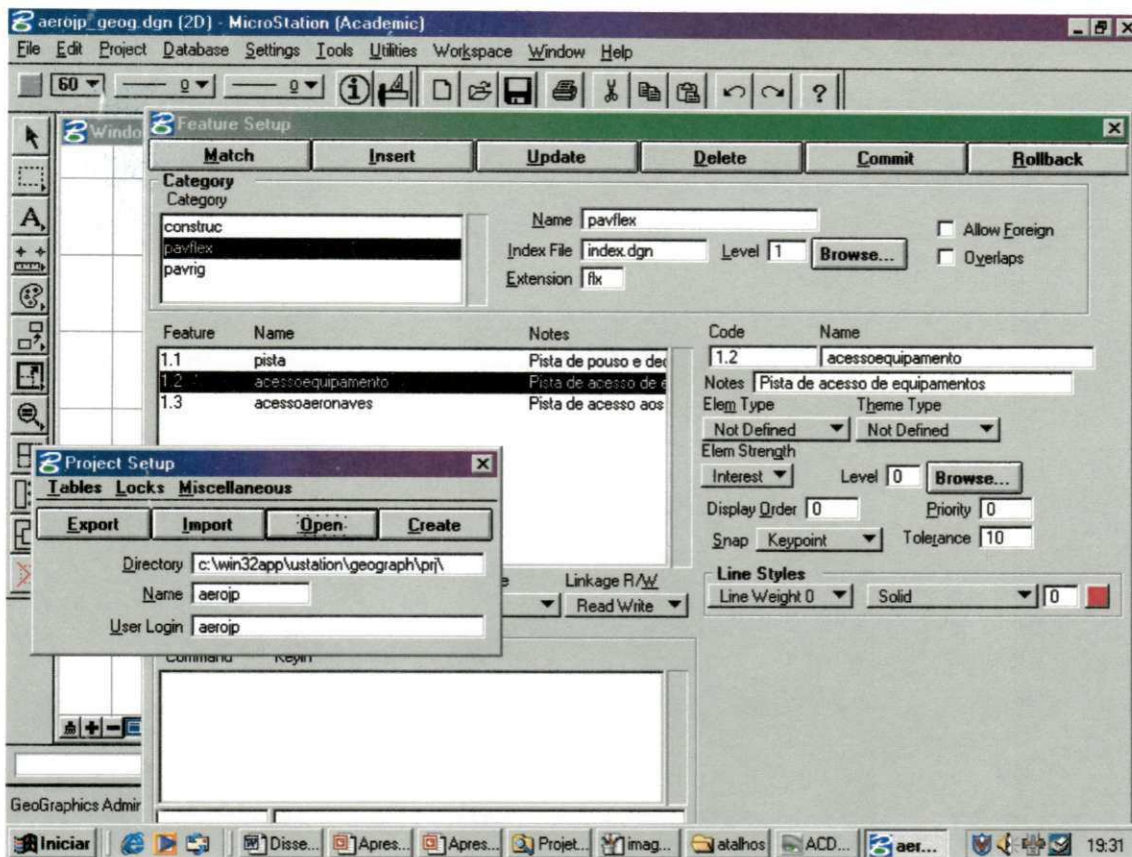 aerojp_geog.dgn (2D) - MicroStation (Academic)
File Edit Project Database Settings Tools Utilities Workspace Window Help
60 0 0
Windo
Feature Setup
Match Insert Update Delete Commit Rollback
Category
Category
construc
pavflex
pavrig
Name pavflex
Index File index.dgn Level 1 Browse...
Extension flx
Allow Foreign
Overlaps
Feature Name Notes
1.1 pista Pista de pouso e dec
1.2 acessoequipamento Pista de acesso de e
1.3 acessoaeronaves Pista de acesso aos
Code Name
1.2 acessoequipamento
Notes Pista de acesso de equipamentos
Elem Type Theme Type
Not Defined Not Defined
Elem Strength
Interest Level 0 Browse...
Display Order 0 Priority 0
Snap Keypoint Tolerance 10
Line Styles
Line Weight 0 Solid 0
Project Setup
Tables Locks Miscellaneous
Export Import Open Create
Directory c:\win32app\ustation\geograph\prj\
Name aerojp
User Login aerojp
Linkage R/W
Read Write
Command Keyin
GeoGraphics Admir
Iniciar Disse... Apres... Apres... Projet... imag... atalhos ACD... aer... 19:31